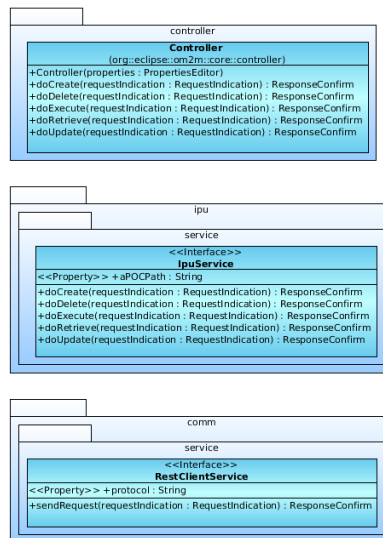 controller
Controller
(org::eclipse::om2m::core::controller)
+Controller(properties : PropertiesEditor)
+doCreate(requestIndication : RequestIndication) : ResponseConfirm
+doDelete(requestIndication : RequestIndication) : ResponseConfirm
+doExecute(requestIndication : RequestIndication) : ResponseConfirm
+doRetrieve(requestIndication : RequestIndication) : ResponseConfirm
+doUpdate(requestIndication : RequestIndication) : ResponseConfirm
ipu
service
<<Interface>>
IpuService
<<Property>> +aPOCPath : String
+doCreate(requestIndication : RequestIndication) : ResponseConfirm
+doDelete(requestIndication : RequestIndication) : ResponseConfirm
+doExecute(requestIndication : RequestIndication) : ResponseConfirm
+doRetrieve(requestIndication : RequestIndication) : ResponseConfirm
+doUpdate(requestIndication : RequestIndication) : ResponseConfirm
comm
service
<<Interface>>
RestClientService
<<Property>> +protocol : String
+sendRequest(requestIndication : RequestIndication) : ResponseConfirm